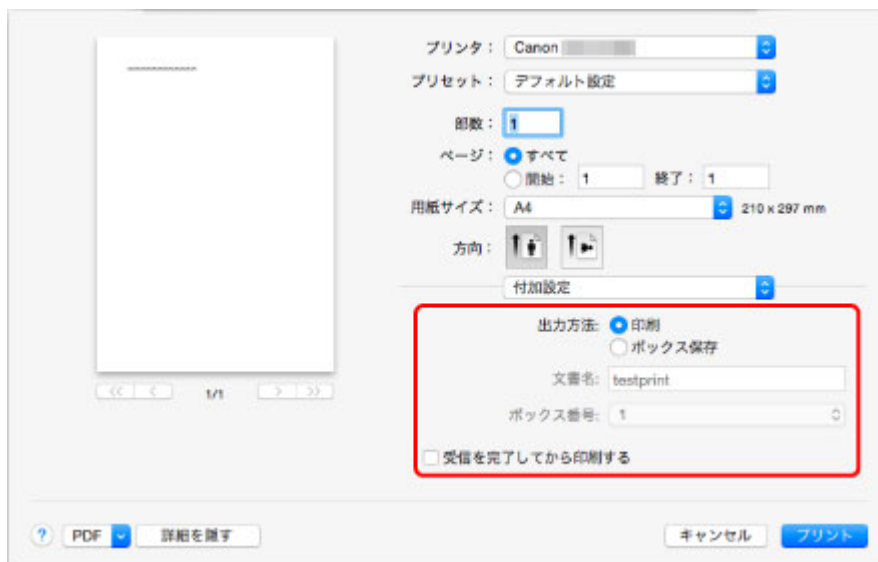 プリンタ： Canon
プリセット： デフォルト設定
部数： 1
ページ： すべて
開始： 1 終了： 1
用紙サイズ： A4 210 x 297 mm
方向：
付加設定
出力方法: 印刷
ボックス保存
文書名: testprint
ボックス番号: 1
受信を完了してから印刷する
<< < 1/1 > >>
? PDF 詳細を隠す キャンセル プリント